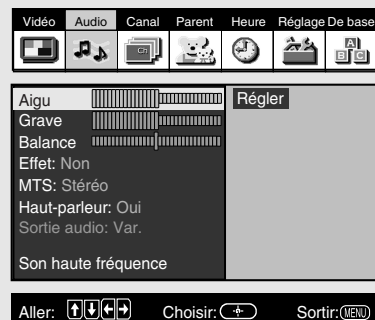 Vidéo Audio Canal Parent Heure Réglage De base
Ch
A B C
Aigu Régler
Grave
Balance
Effet: Non
MTS: Stéréo
Haut-parleur: Oui
Sortie audio: Var.
Son haute fréquence
Aller: Choisir: Sortir: MENU